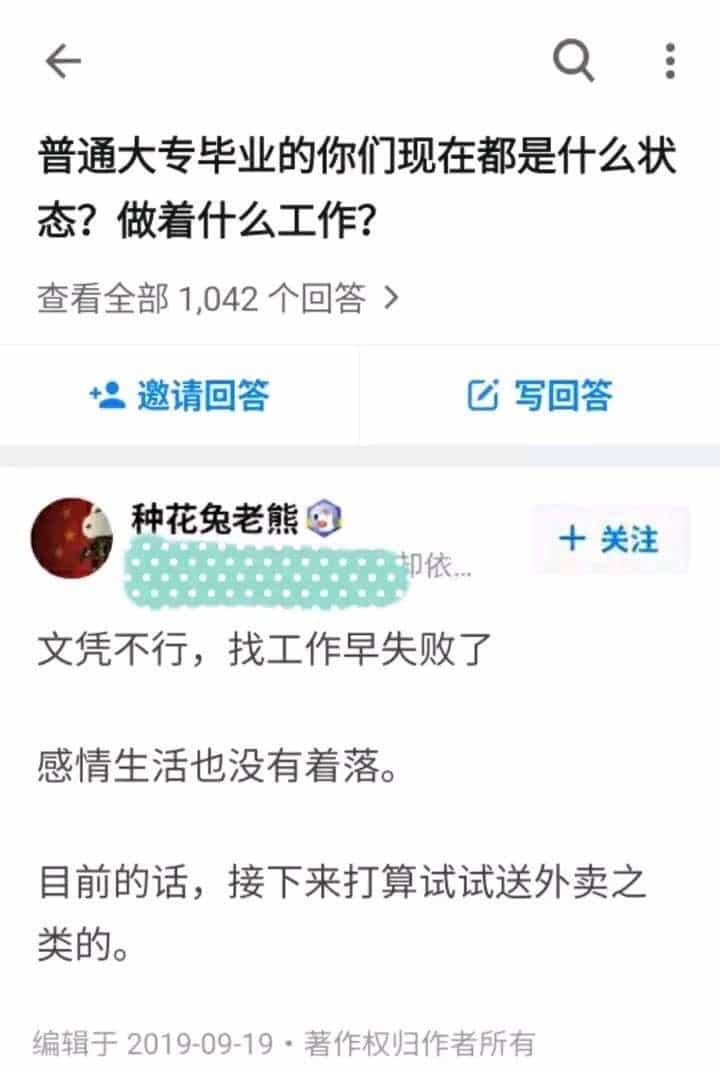 普通大专毕业的你们现在都是什么状
态？做着什么工作？
查看全部 1,042 个回答
邀请回答
写回答
种花兔老熊
却依...
+ 关注
文凭不行，找工作早失败了
感情生活也没有着落。
目前的话，接下来打算试试送外卖之
类的。
编辑于 2019-09-19・著作权归作者所有